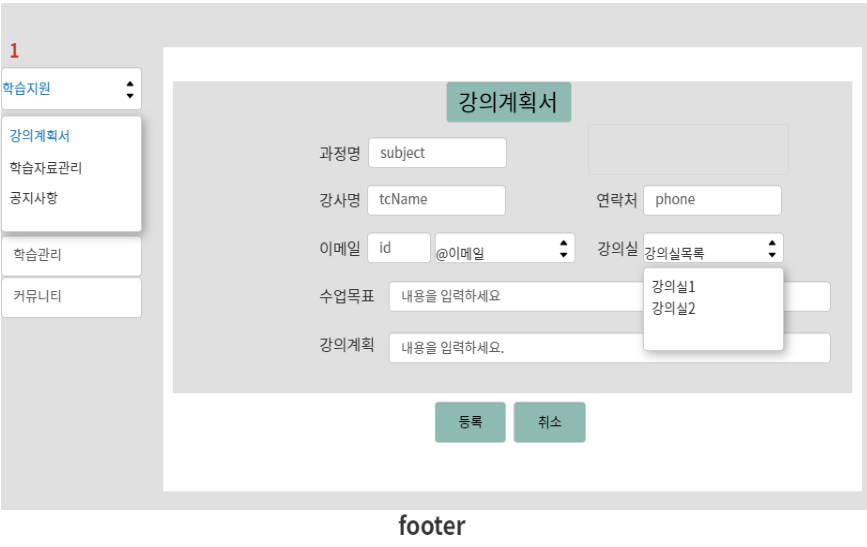 1
학습지원
강의계획서
학습자료관리
공지사항
학습관리
커뮤니티
강의계획서
과정명 subject
강사명 tcName 연락처 phone
이메일 id @이메일 강의실 강의실목록
강의실1
강의실2
수업목표 내용을 입력하세요
강의계획 내용을 입력하세요.
등록 취소
footer